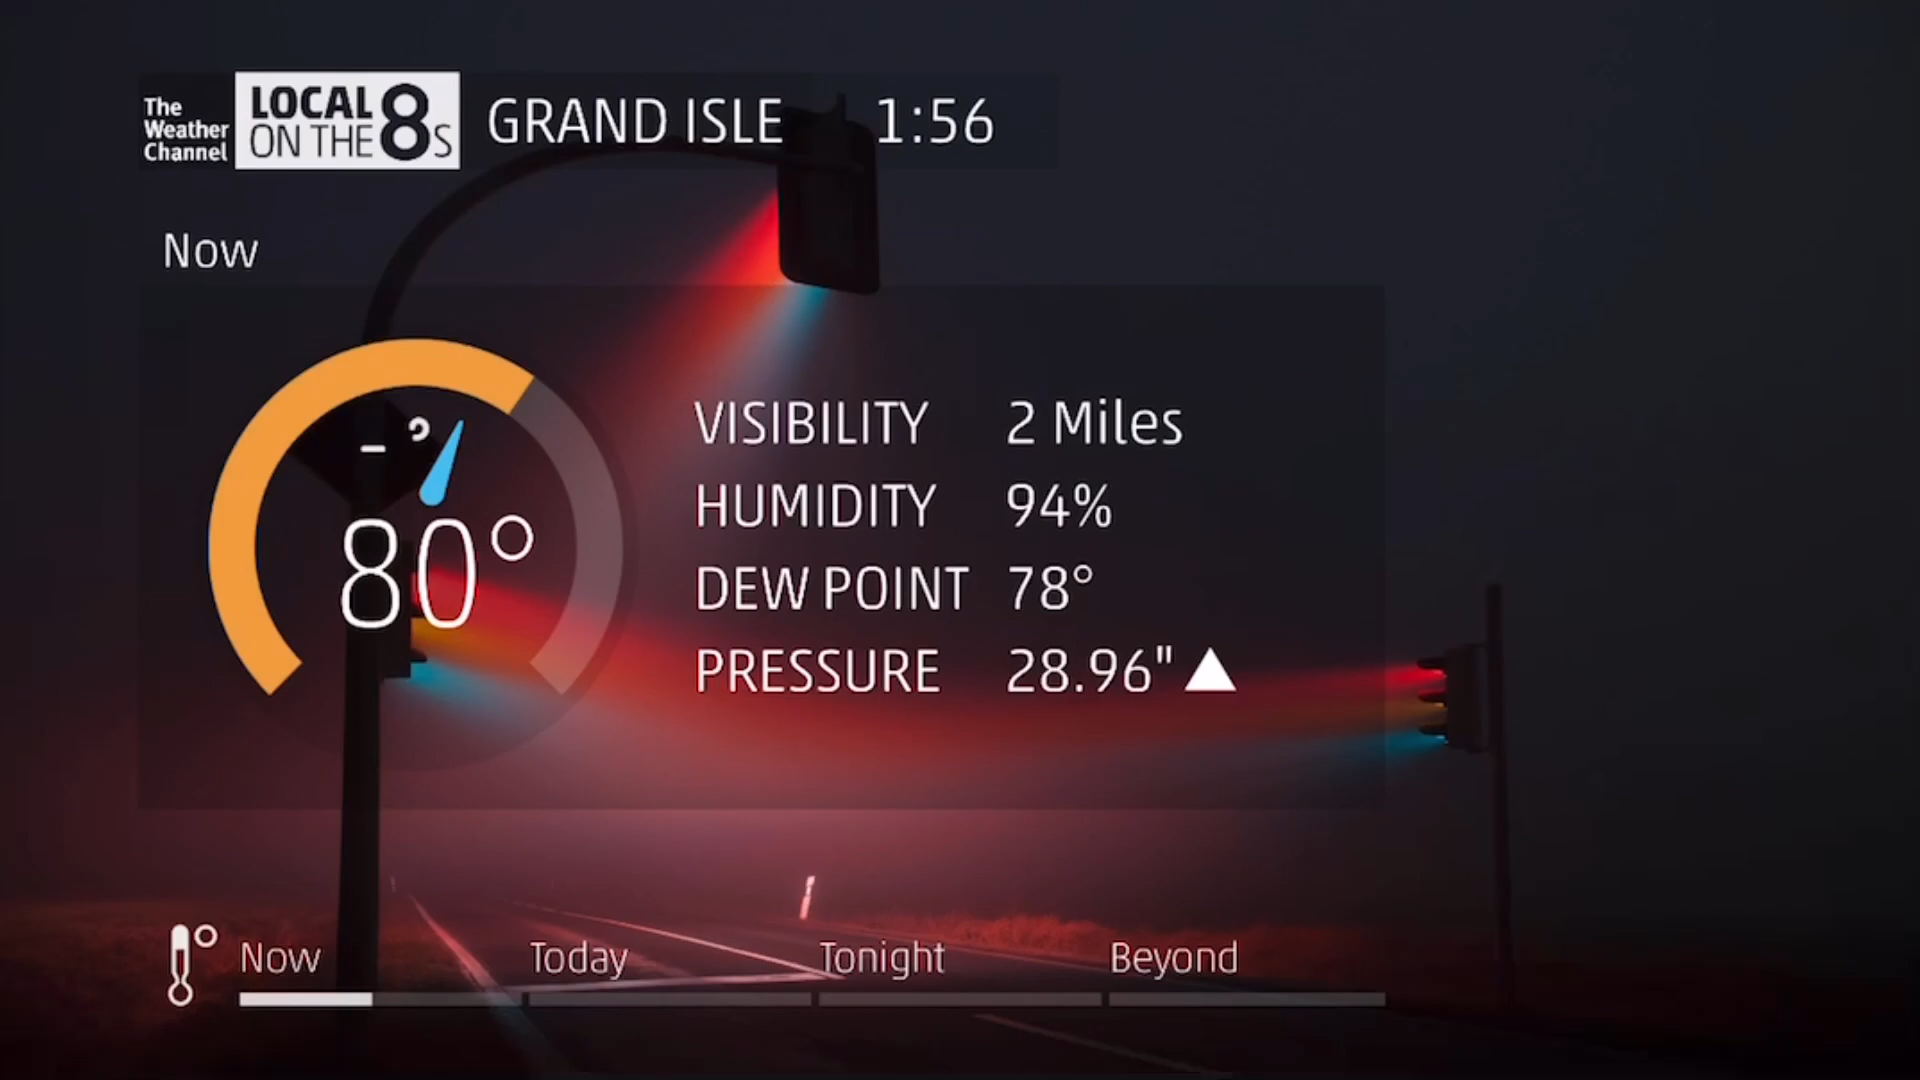 The
Weather
Channel
LOCAL
ON THE 8s
GRAND ISLE 1:56
Now
80°
VISIBILITY 2 Miles
HUMIDITY 94%
DEW POINT 78°
PRESSURE 28.96" ▲
Now Today Tonight Beyond